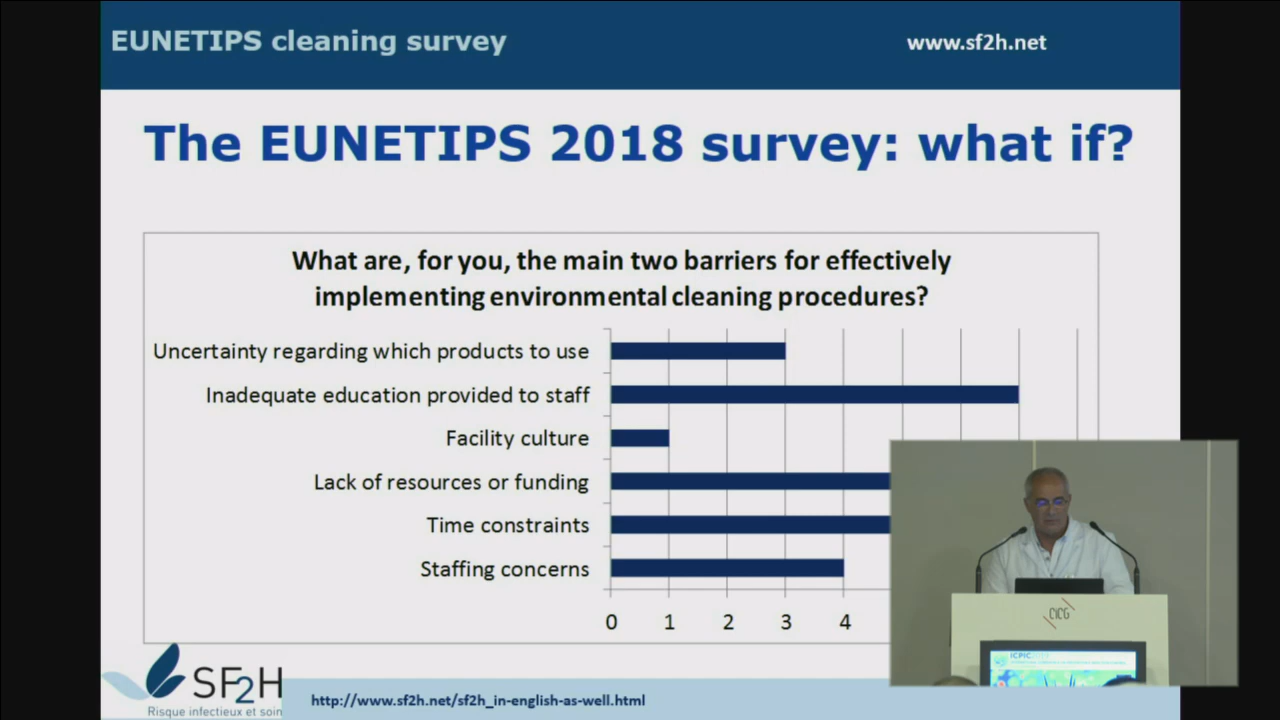 EUNETIPS cleaning survey
www.sf2h.net
The EUNETIPS 2018 survey: what if?
What are, for you, the main two barriers for effectively
implementing environmental cleaning procedures?
Uncertainty regarding which products to use
Inadequate education provided to staff
Facility culture
Lack of resources or funding
Time constraints
Staffing concerns
0 1 2 3 4
CICG
ICPIC
SF2H
Risque infectieux et soin
http://www.sf2h.net/sf2h_in-english-as-well.html